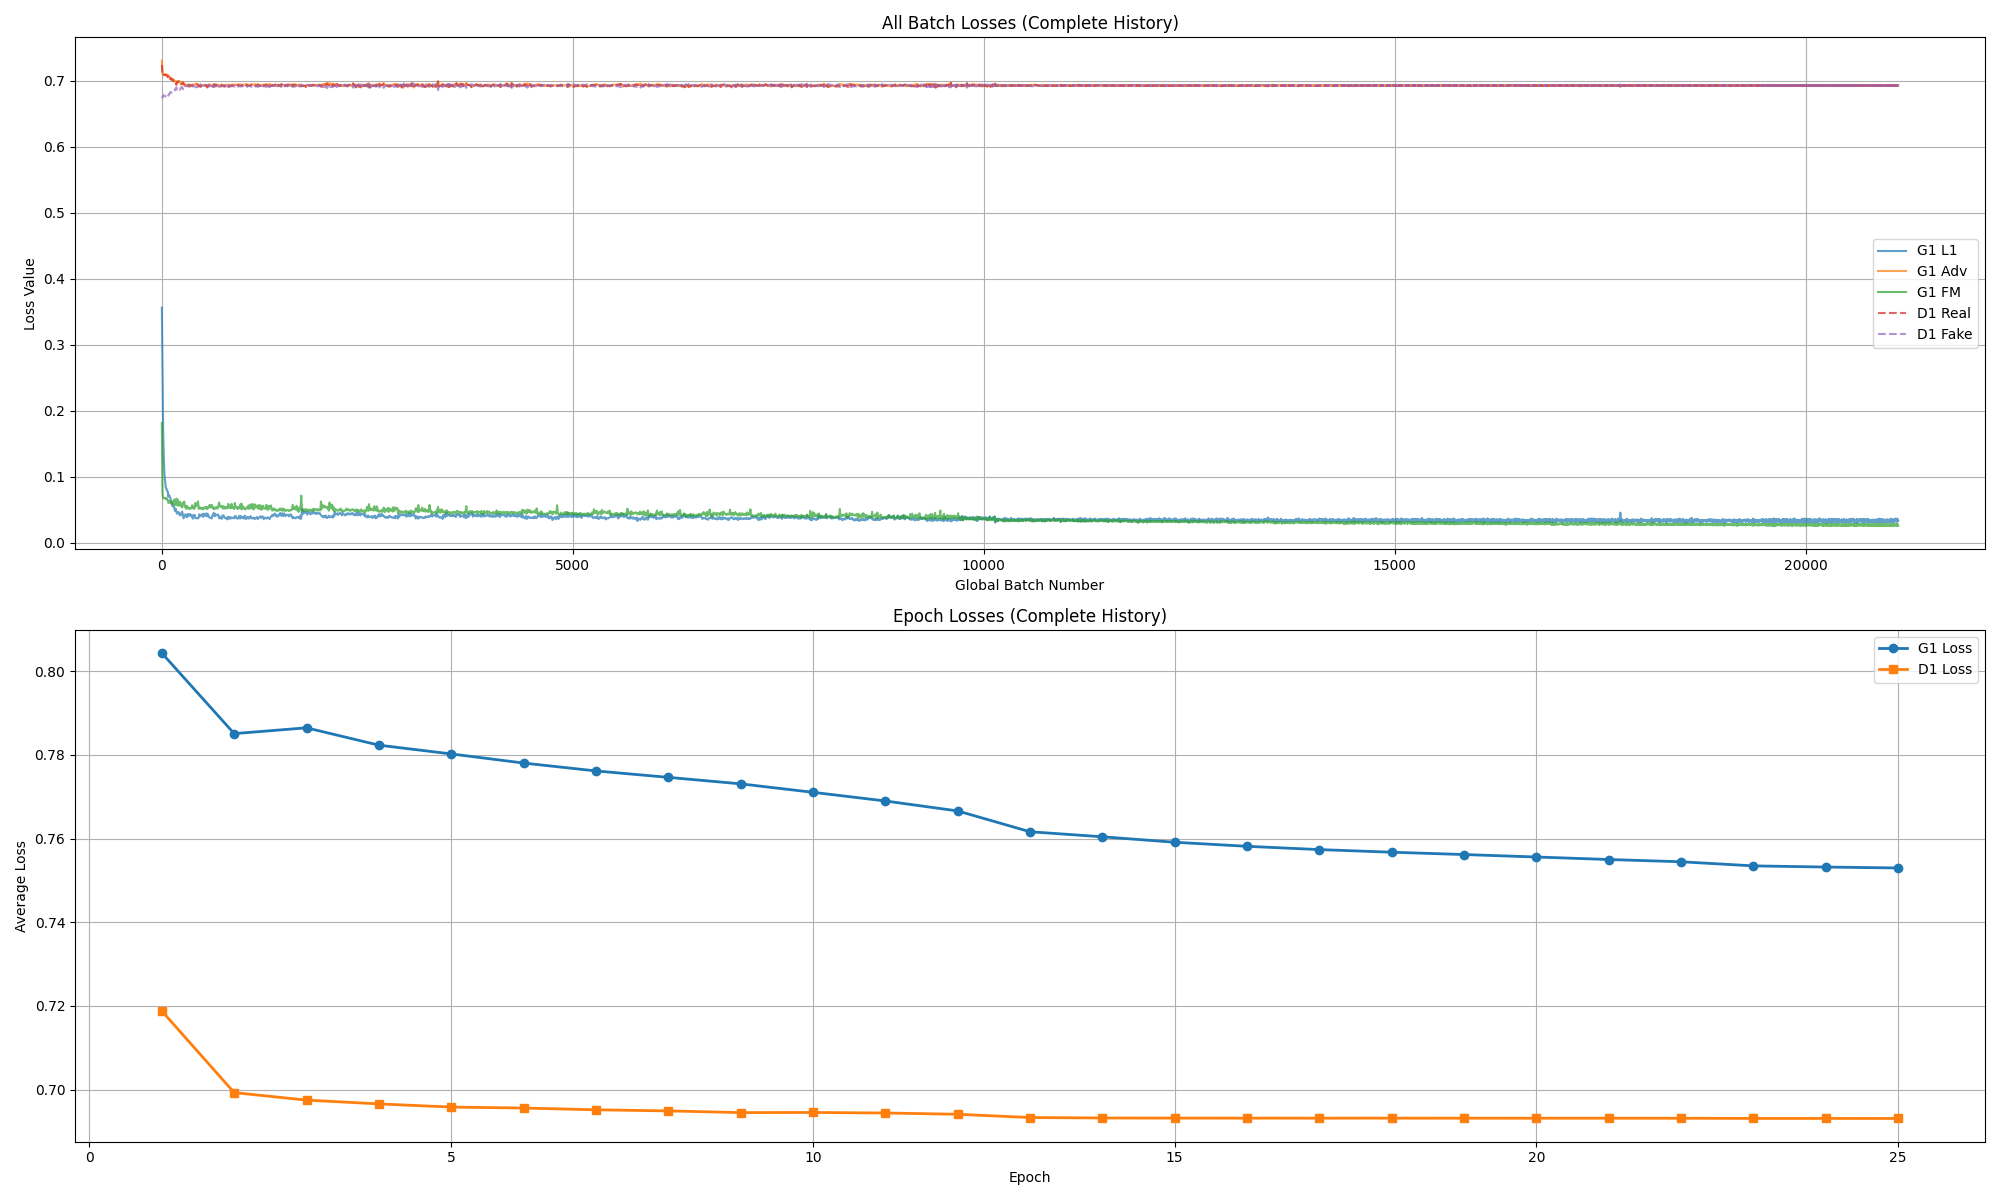 All Batch Losses (Complete History)
Loss Value
0.7
0.6
0.5
0.4
0.3
0.2
0.1
0.0
G1 L1
G1 Adv
G1 FM
D1 Real
D1 Fake
0 5000 10000 15000 20000
Global Batch Number
Epoch Losses (Complete History)
Average Loss
0.80
0.78
0.76
0.74
0.72
0.70
G1 Loss
D1 Loss
0 5 10 15 20 25
Epoch